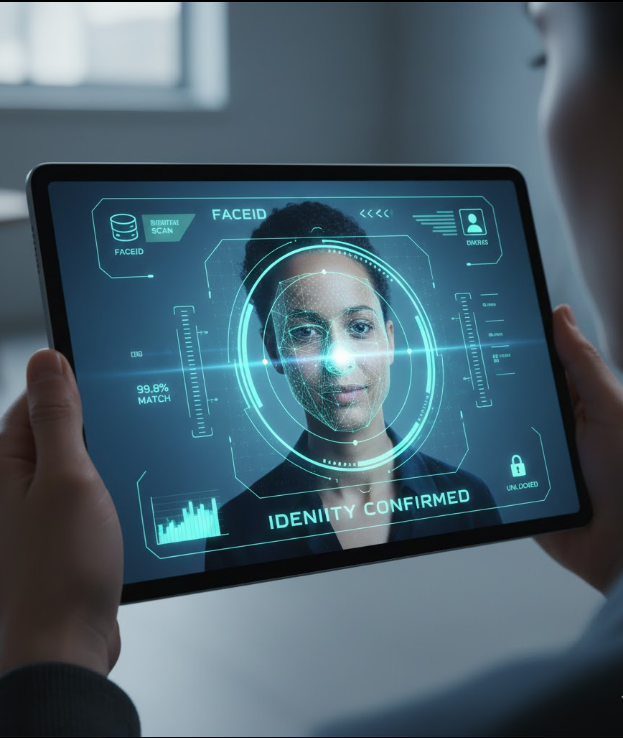 FACEID
SCAN
FACEID
99.8%
MATCH
IDENIITY CONFIRMED